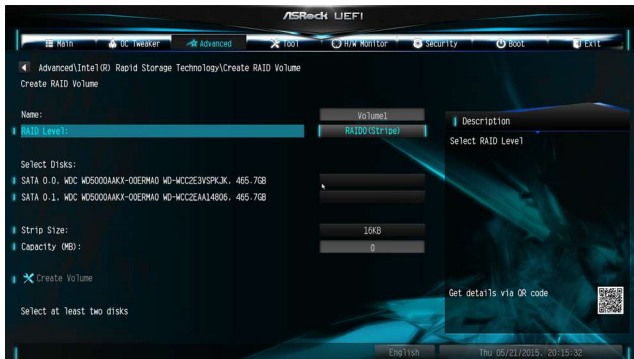 ASRock UEFI
Main OC Tweaker Advanced Tool H/W Monitor Security Boot Exit
Advanced\Intel(R) Rapid Storage Technology\Create RAID Volume
Create RAID Volume
Name: Volume1
Description
RAID Level: RAID0(Stripe)
Select RAID Level
Select Disks:
SATA 0.0, WDC WD5000AAKX-00ERMA0 WD-WCC2E3VSPKJK, 465.7GB
SATA 0.1, WDC WD5000AAKX-00ERMA0 WD-WCC2EAA14806, 465.7GB
Strip Size: 16KB
Capacity (MB): 0
Create Volume
Get details via QR code
Select at least two disks
English Thu 05/21/2015, 20:15:32